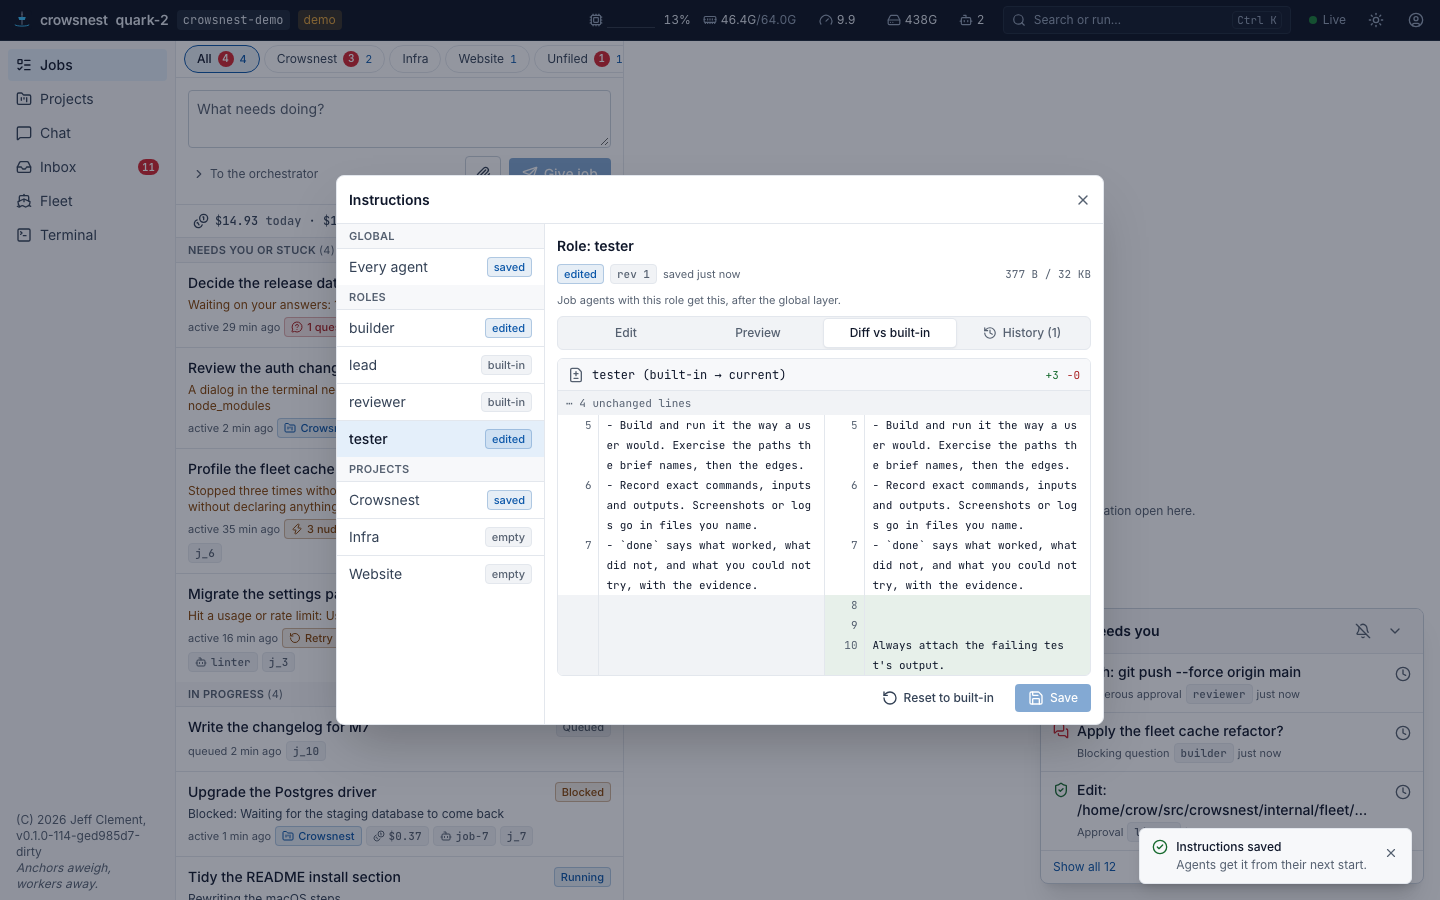 crowsnest quark-2 crowsnest-demo demo 13% 46.4G/64.0G 9.9 438G 2 Search or run... Ctrl K Live
Jobs
Projects
Chat
Inbox 11
Fleet
Terminal
All 4 4 Crowsnest 3 2 Infra Website 1 Unfiled 1 1
What needs doing?
To the orchestrator Give job
$14.93 today ·
NEEDS YOU OR STUCK (4)
Decide the release
Waiting on your answers:
active 29 min ago
Review the auth
A dialog in the terminal
node_modules
active 2 min ago
Profile the fleet cache
Stopped three times
without declaring
active 35 min ago
j_6
Migrate the settings
Hit a usage or rate limit:
active 16 min ago Retry
linter j_3
IN PROGRESS (4)
Write the changelog for M7 Queued
queued 2 min ago j_10
Upgrade the Postgres driver Blocked
Blocked: Waiting for the staging database to come back
active 1 min ago Crowsnest $0.37 job-7 j_7
Tidy the README install section Running
Rewriting the macOS steps
Instructions
GLOBAL
Every agent saved
ROLES
builder edited
lead built-in
reviewer built-in
tester edited
PROJECTS
Crowsnest saved
Infra empty
Website empty
Role: tester
edited rev 1 saved just now 377 B / 32 KB
Job agents with this role get this, after the global layer.
Edit Preview Diff vs built-in History (1)
tester (built-in → current) +3 -0
⋯ 4 unchanged lines
5 - Build and run it the way a us
er would. Exercise the paths th
e brief names, then the edges.
6 - Record exact commands, inputs
and outputs. Screenshots or log
s go in files you name.
7 - `done` says what worked, what
did not, and what you could not
try, with the evidence.
5 - Build and run it the way a us
er would. Exercise the paths th
e brief names, then the edges.
6 - Record exact commands, inputs
and outputs. Screenshots or log
s go in files you name.
7 - `done` says what worked, what
did not, and what you could not
try, with the evidence.
8
9
10 Always attach the failing tes
t's output.
Reset to built-in Save
open here.
you
git push --force origin main
approval reviewer just now
Apply the fleet cache refactor?
Blocking question builder just now
Edit:
/home/crow/src/crowsnest/internal/fleet/...
Approval
Show all 12
Instructions saved
Agents get it from their next start.
(C) 2026 Jeff Clement,
v0.1.0-114-ged985d7-
dirty
Anchors aweigh,
workers away.